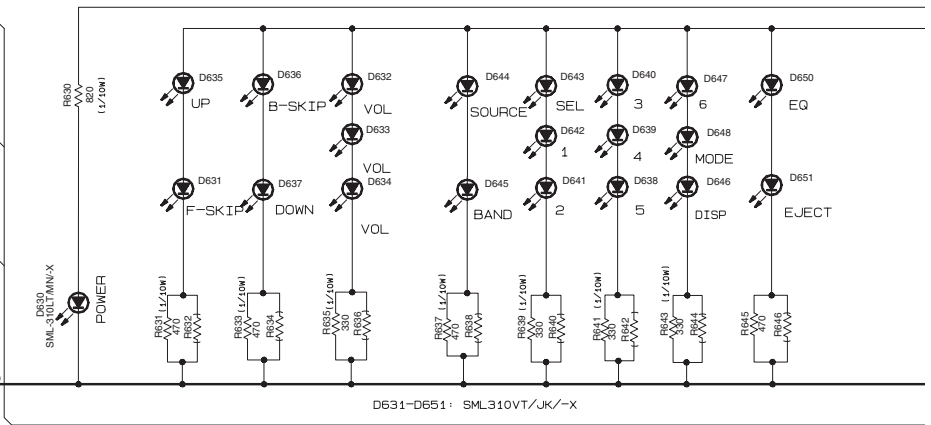 R630
820
(1/10W)
D635
UP
D636
B-SKIP
D632
VOL
D644
SOURCE
D643
SEL
D640
3
D647
6
D650
EQ
D633
VOL
D642
1
D639
4
D648
MODE
D631
F-SKIP
D637
DOWN
D634
VOL
D645
BAND
D641
2
D638
5
D646
DISP
D651
EJECT
D630
SML-310LT/MN/-X
POWER
R631
470
(1/10W)
R632
R633
470
(1/10W)
R634
R635
330
(1/10W)
R636
R637
470
(1/10W)
R638
R639
330
(1/10W)
R640
R641
330
(1/10W)
R642
R643
330
(1/10W)
R644
R645
470
R646
D631-D651: SML310VT/JK/-X